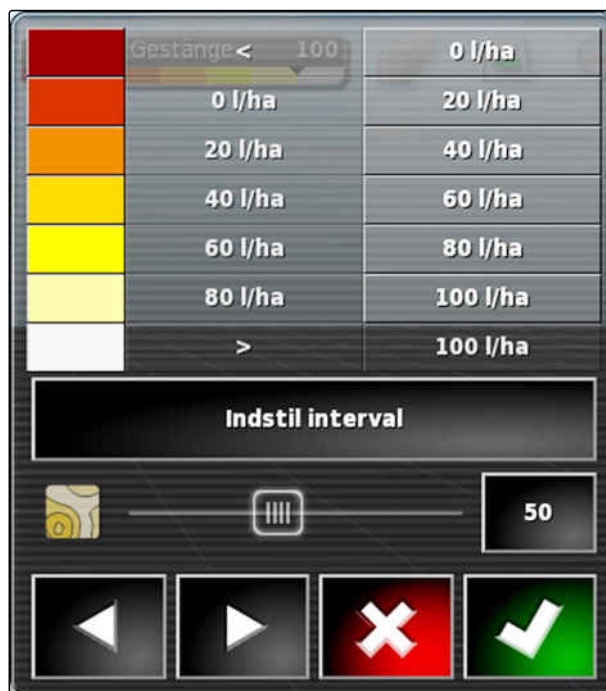 Gestänge < 100 0 l/ha
0 l/ha 20 l/ha
20 l/ha 40 l/ha
40 l/ha 60 l/ha
60 l/ha 80 l/ha
80 l/ha 100 l/ha
> 100 l/ha
Indstil interval
50